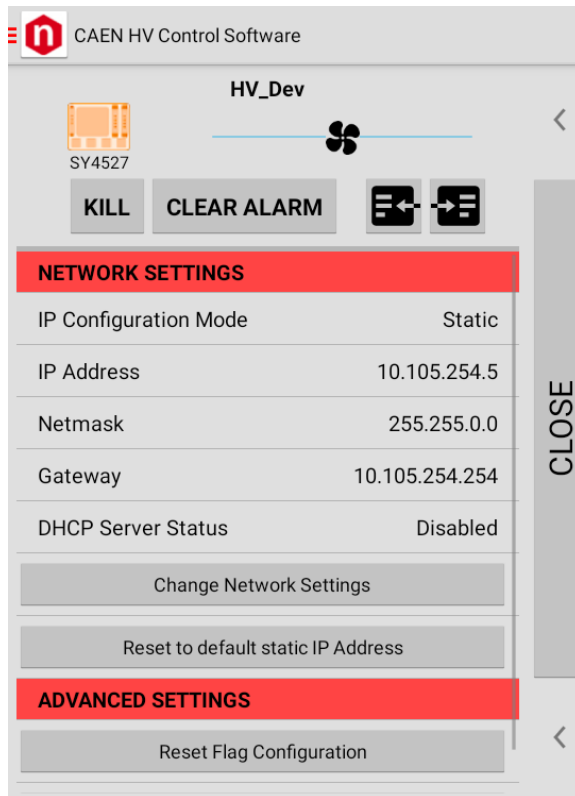 n CAEN HV Control Software
HV_Dev
SY4527
KILL CLEAR ALARM
NETWORK SETTINGS
IP Configuration Mode Static
IP Address 10.105.254.5
Netmask 255.255.0.0
Gateway 10.105.254.254
DHCP Server Status Disabled
Change Network Settings
Reset to default static IP Address
ADVANCED SETTINGS
Reset Flag Configuration
CLOSE